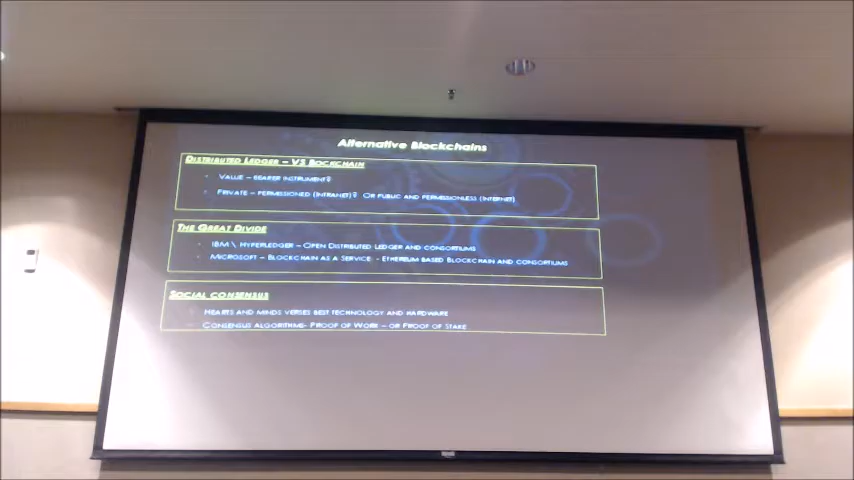 Alternative Blockchains
DISTRIBUTED LEDGER – VS BOCKCHAIN
VALUE – BEARER INSTRUMENT?
PRIVATE – PERMISSIONED (INTRANET)? OR PUBLIC AND PERMISSIONLESS (INTERNET)
THE GREAT DIVIDE
IBM \ HYPERLEDGER – OPEN DISTRIBUTED LEDGER AND CONSORTIUMS
MICROSOFT – BLOCKCHAIN AS A SERVICE - ETHEREUM BASED BLOCKCHAIN AND CONSORTIUMS
SOCIAL CONSENSUS
HEARTS AND MINDS VERSES BEST TECHNOLOGY AND HARDWARE
CONSENSUS ALGORITHMS- PROOF OF WORK – OR PROOF OF STAKE